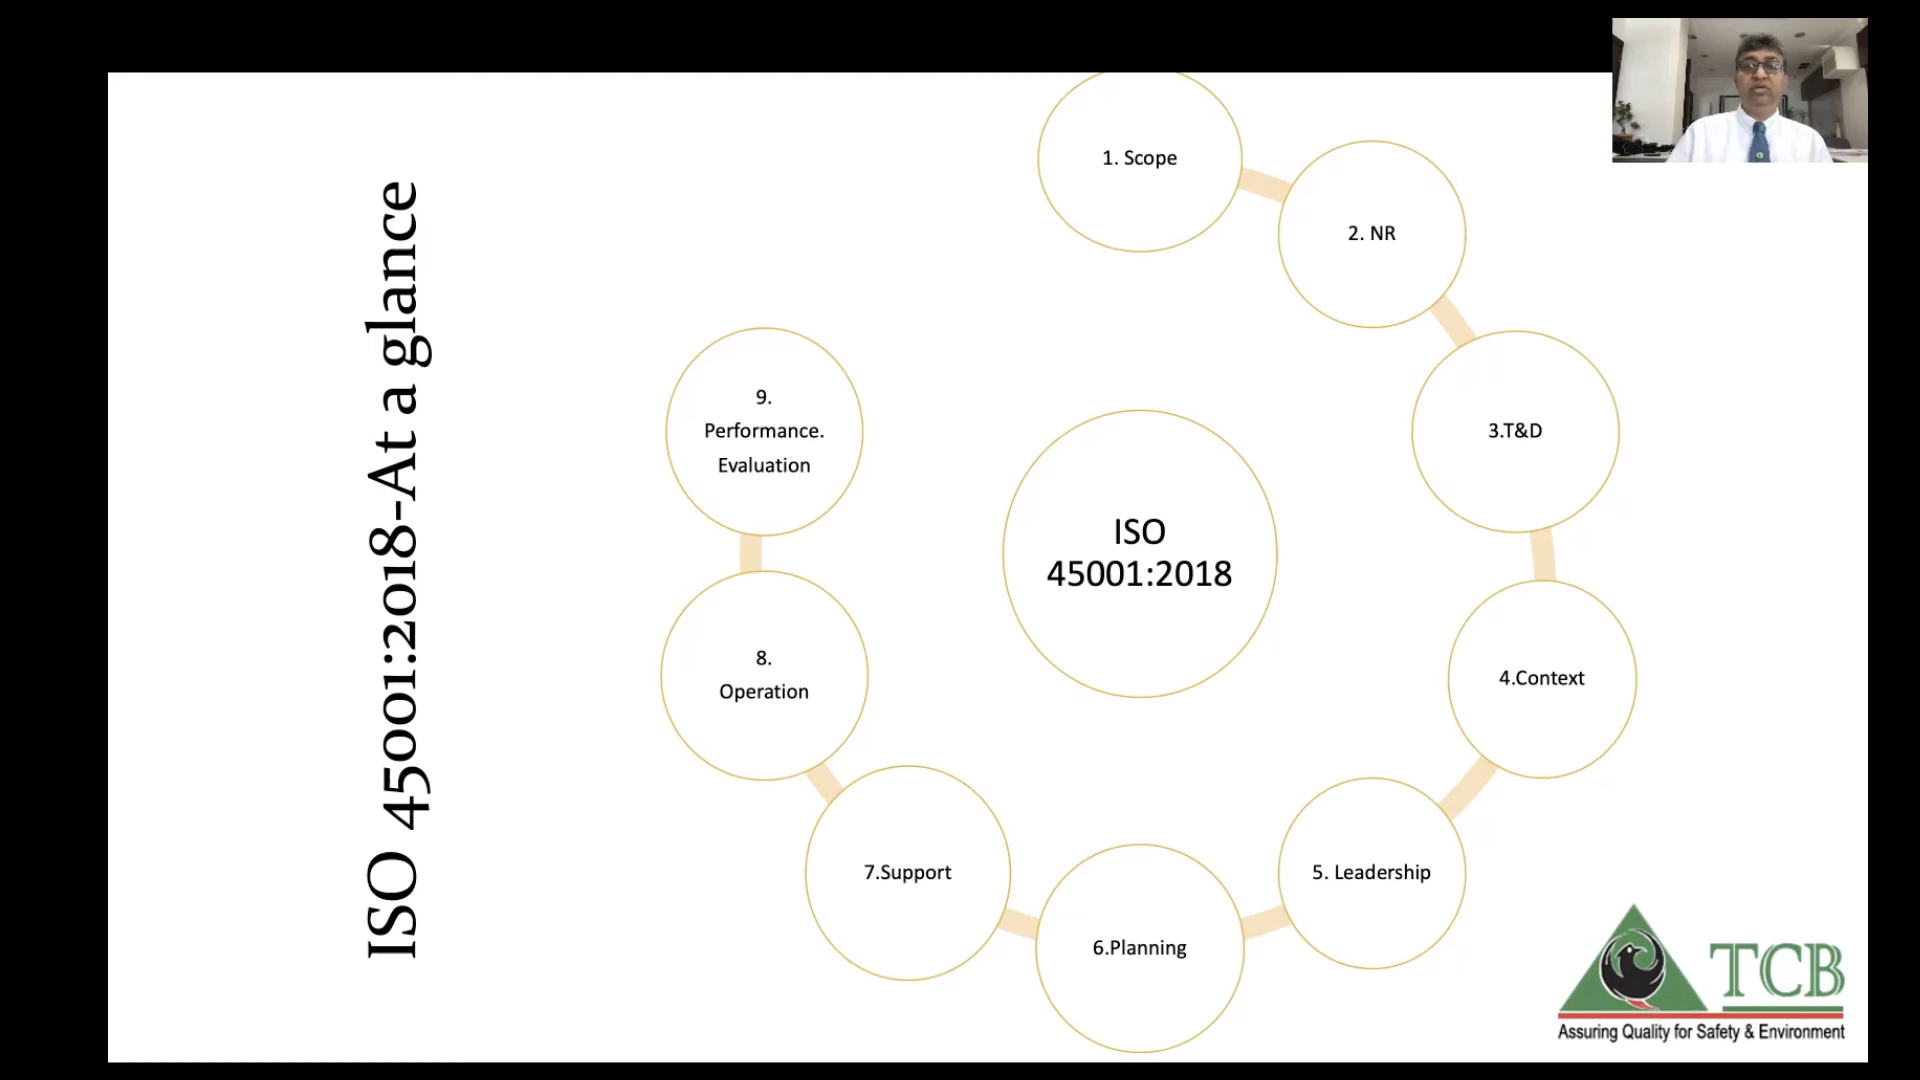 ISO 45001:2018-At a glance
1. Scope
2. NR
3.T&D
4.Context
5. Leadership
6.Planning
7.Support
8.
Operation
9.
Performance.
Evaluation
ISO
45001:2018
TCB
Assuring Quality for Safety & Environment